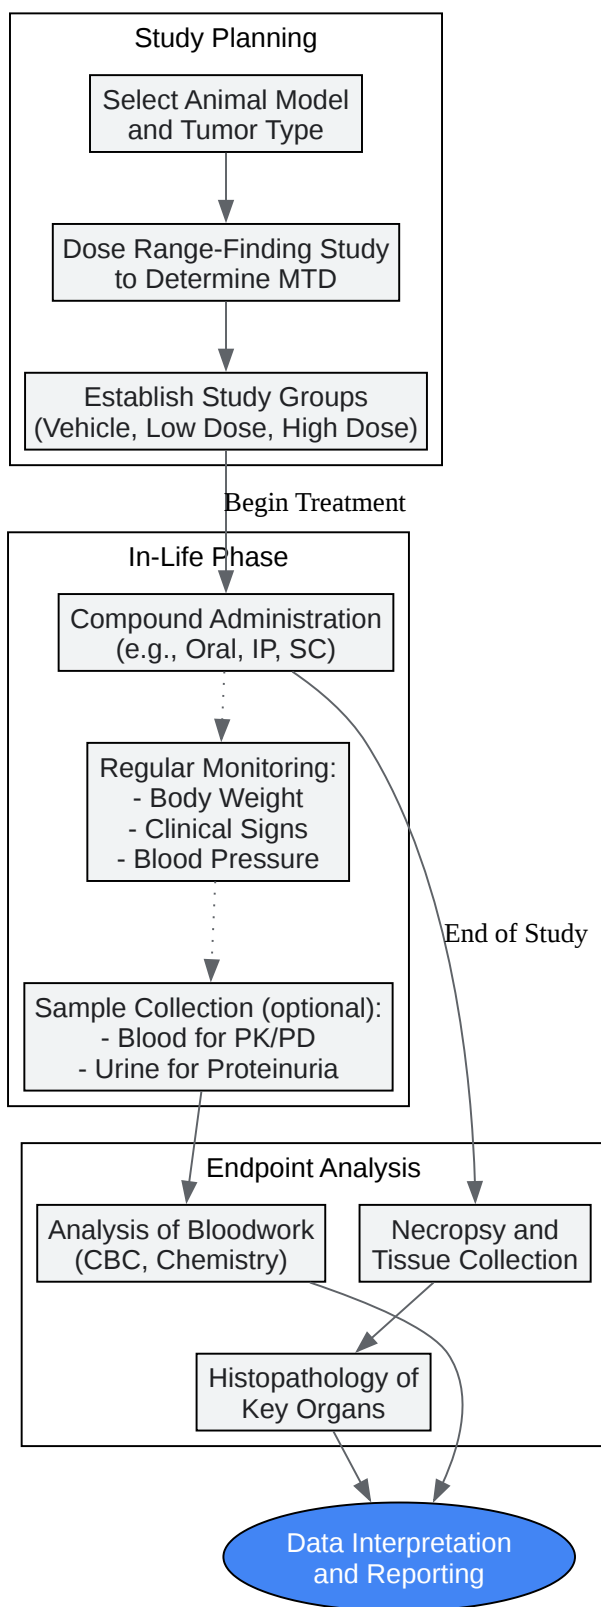 Study Planning
Select Animal Model
and Tumor Type
Dose Range-Finding Study
to Determine MTD
Establish Study Groups
(Vehicle, Low Dose, High Dose)
Begin Treatment
In-Life Phase
Compound Administration
(e.g., Oral, IP, SC)
Regular Monitoring:
- Body Weight
- Clinical Signs
- Blood Pressure
End of Study
Sample Collection (optional):
- Blood for PK/PD
- Urine for Proteinuria
Endpoint Analysis
Analysis of Bloodwork
(CBC, Chemistry)
Necropsy and
Tissue Collection
Histopathology of
Key Organs
Data Interpretation
and Reporting